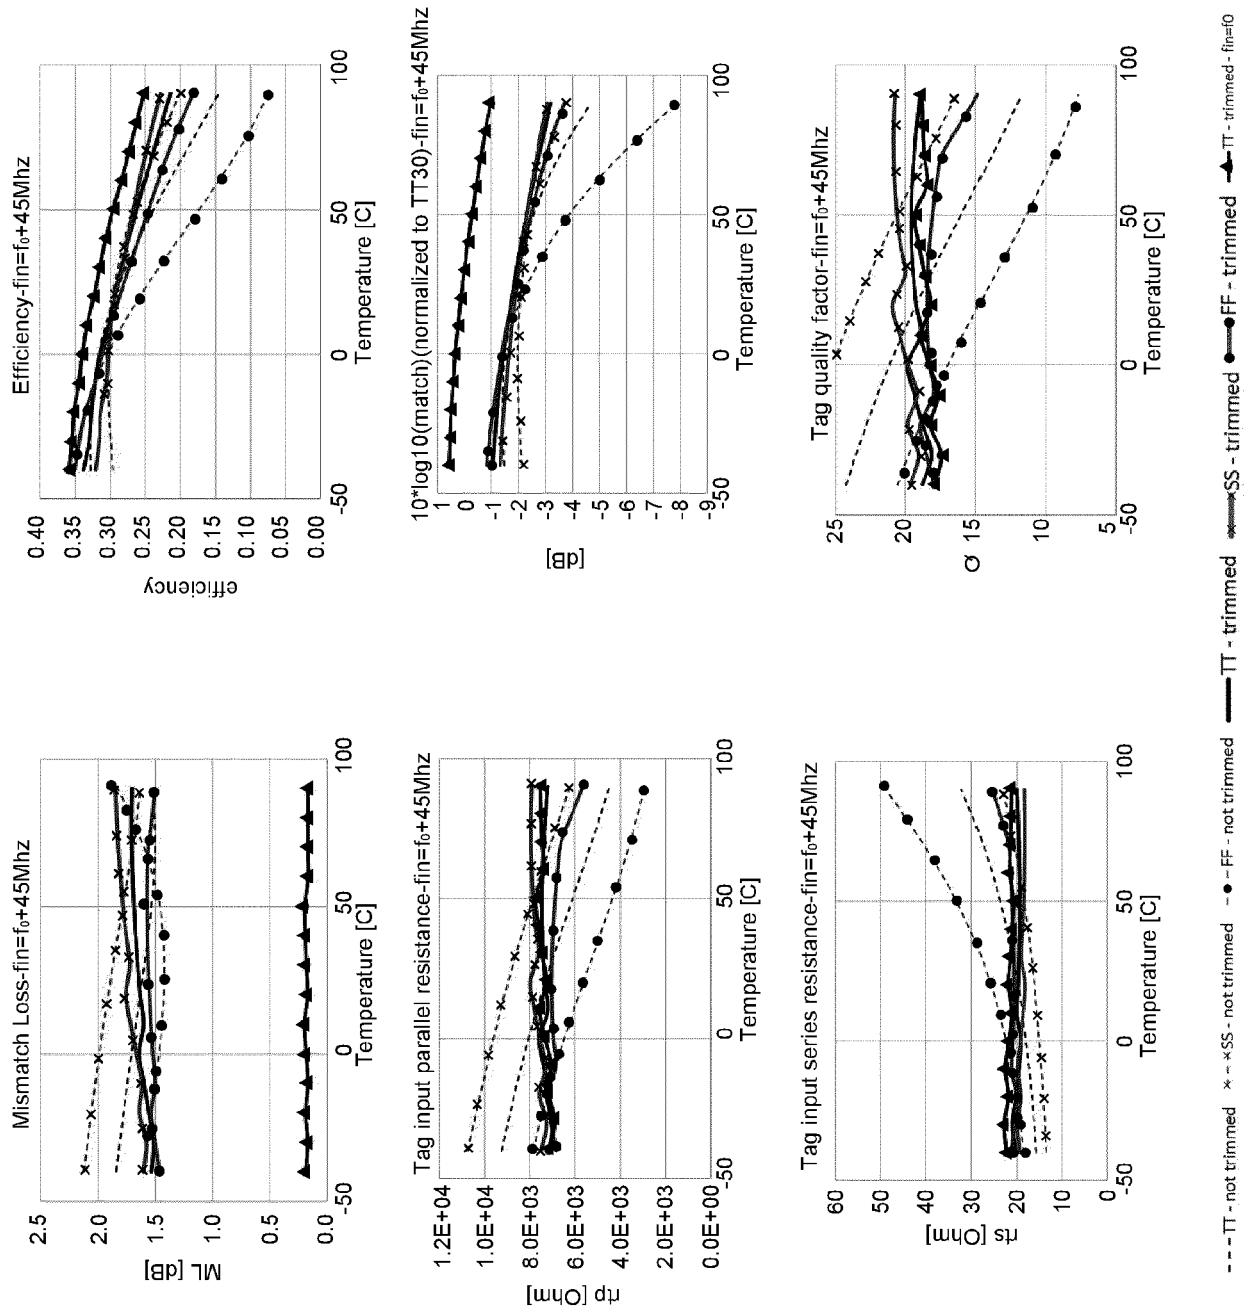 Mismatch Loss-fin=f₀+45Mhz
ML [dB]
2.5
2.0
1.5
1.0
0.5
0.0
-50
0
50
100
Temperature [C]
Efficiency-fin=f₀+45Mhz
efficiency
0.40
0.35
0.30
0.25
0.20
0.15
0.10
0.05
0.00
-50
0
50
100
Temperature [C]
Tag input parallel resistance-fin=f₀+45Mhz
rtp [Ohm]
1.2E+04
1.0E+04
8.0E+03
6.0E+03
4.0E+03
2.0E+03
0.0E+00
-50
0
50
100
Temperature [C]
10*log10(match)(normalized to TT30)-fin=f₀+45Mhz
[dB]
1
0
-1
-2
-3
-4
-5
-6
-7
-8
-9
-50
0
50
100
Temperature [C]
Tag input series resistance-fin=f₀+45Mhz
rts [Ohm]
60
50
40
30
20
10
0
-50
0
50
100
Temperature [C]
Tag quality factor-fin=f₀+45Mhz
Q
25
20
15
10
5
-50
0
50
100
Temperature [C]
TT - not trimmed
SS - not trimmed
FF - not trimmed
TT - trimmed
SS - trimmed
FF - trimmed
TT - trimmed - fin=f0